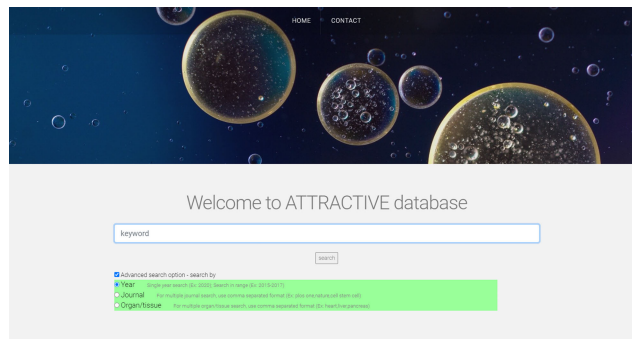 HOME CONTACT
Welcome to ATTRACTIVE database
keyword
search
Advanced search option - search by
Year Single year search (Ex: 2000); Search in range (Ex: 2015-2017)
Journal For multiple journal search, use comma-separated format (Ex: plos one,nature,cell stem cell)
Organ/tissue For multiple organ/tissue search, use comma-separated format (Ex: heart,liver,pancreas)